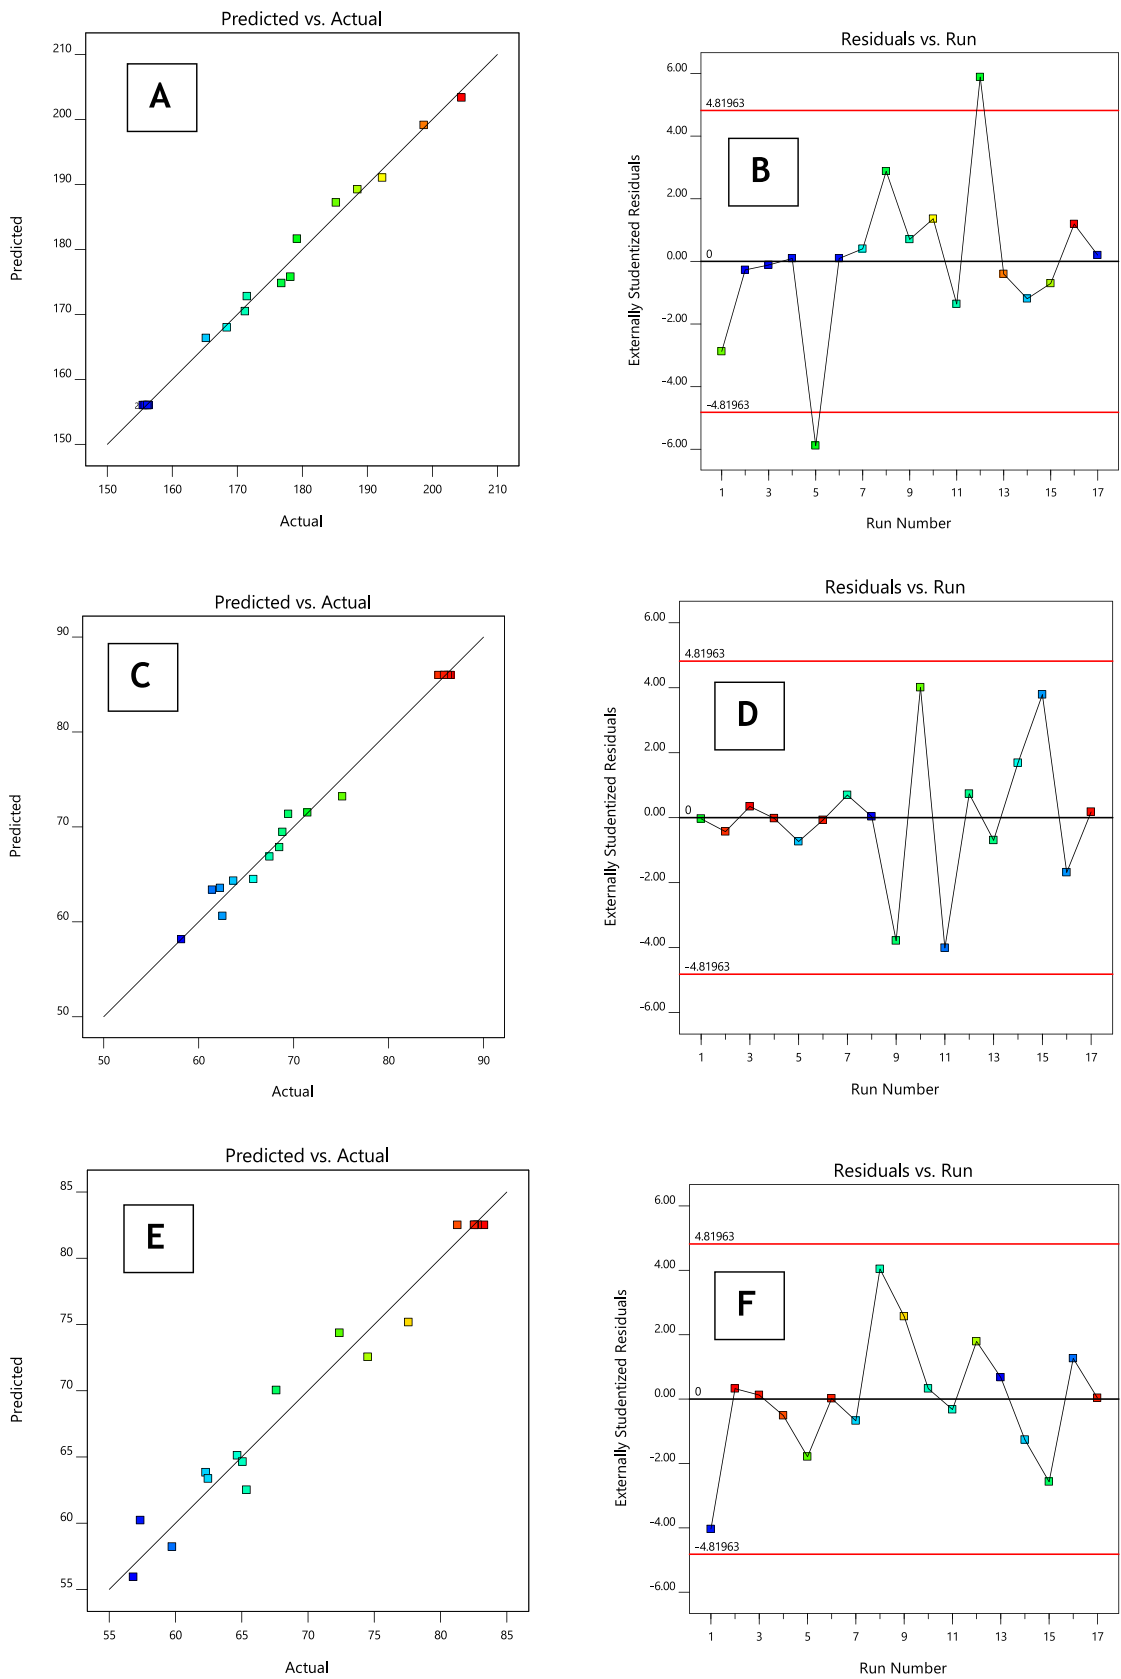 Predicted vs. Actual
A
210
200
190
180
170
160
150
Predicted
2
150 160 170 180 190 200 210
Actual
Residuals vs. Run
B
6.00
4.81963
4.00
2.00
0
0.00
-2.00
-4.00
-4.81963
-6.00
Externally Studentized Residuals
1 3 5 7 9 11 13 15 17
Run Number
Predicted vs. Actual
C
90
80
70
60
50
Predicted
50 60 70 80 90
Actual
Residuals vs. Run
D
6.00
4.81963
4.00
2.00
0
0.00
-2.00
-4.00
-4.81963
-6.00
Externally Studentized Residuals
1 3 5 7 9 11 13 15 17
Run Number
Predicted vs. Actual
E
85
80
75
70
65
60
55
Predicted
55 60 65 70 75 80 85
Actual
Residuals vs. Run
F
6.00
4.81963
4.00
2.00
0
0.00
-2.00
-4.00
-4.81963
-6.00
Externally Studentized Residuals
1 3 5 7 9 11 13 15 17
Run Number